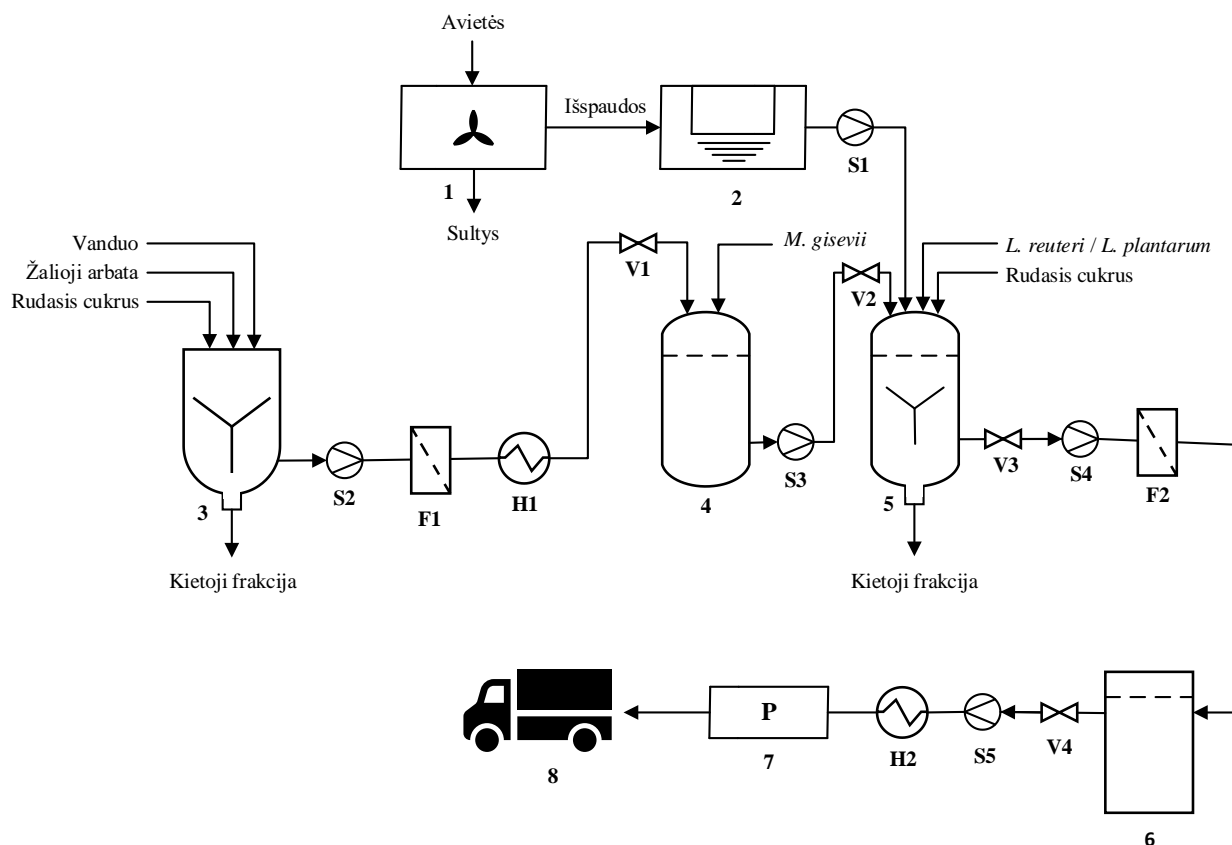 Avietės
Išspaudos
1
Sultys
2
S1
Vanduo
Žalioji arbata
Rudasis cukrus
V1
M. gisevii
V2
L. reuteri / L. plantarum
Rudasis cukrus
3
S2
F1
H1
4
S3
5
V3
S4
F2
Kietoji frakcija
Kietoji frakcija
8
P
7
H2
S5
V4
6